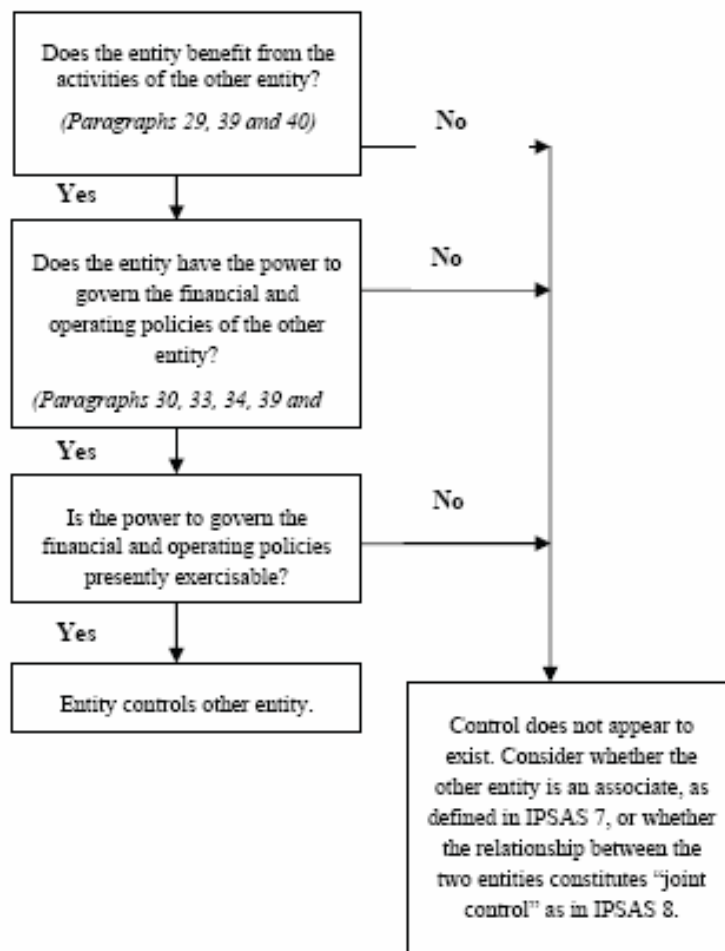 Does the entity benefit from the
activities of the other entity?
(Paragraphs 29, 39 and 40)
No
Yes
Does the entity have the power to
govern the financial and
operating policies of the other
entity?
(Paragraphs 30, 33, 34, 39 and
No
Yes
Is the power to govern the
financial and operating policies
presently exercisable?
No
Yes
Entity controls other entity.
Control does not appear to
exist. Consider whether the
other entity is an associate, as
defined in IPSAS 7, or whether
the relationship between the
two entities constitutes “joint
control” as in IPSAS 8.